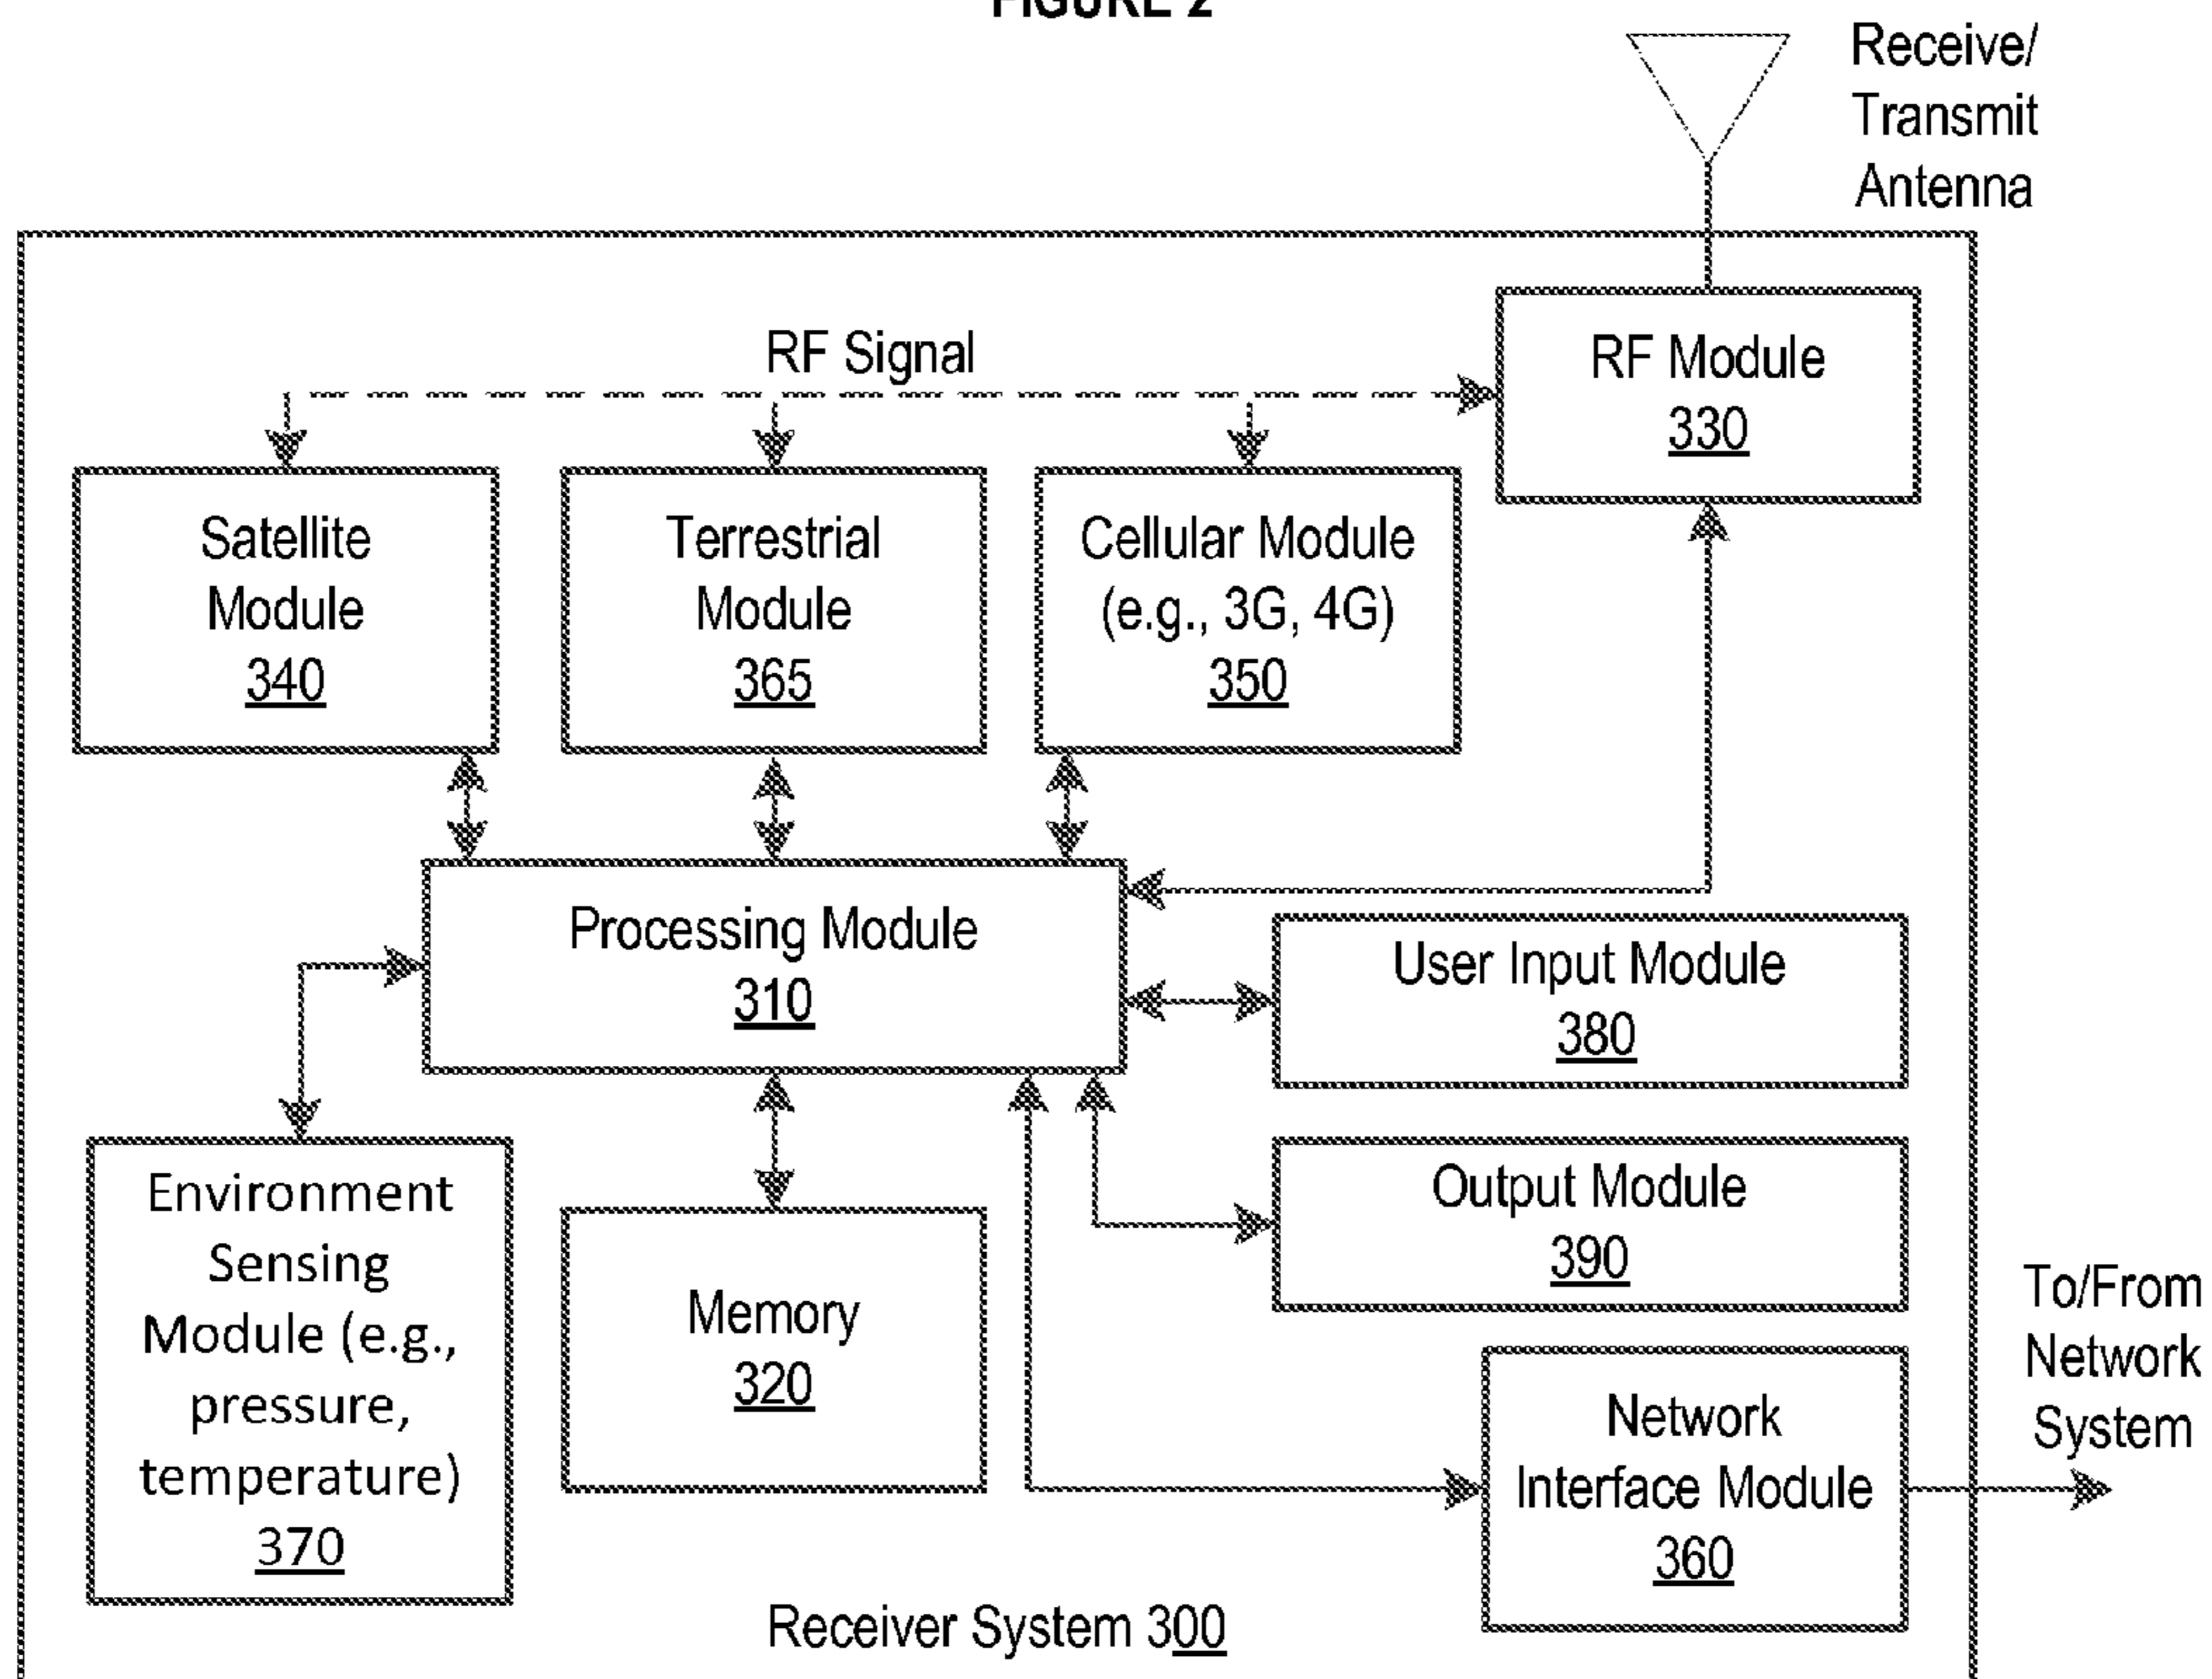 FIGURE 2
Receive/
Transmit
Antenna
RF Signal
RF Module
330
Satellite
Module
340
Terrestrial
Module
365
Cellular Module
(e.g., 3G, 4G)
350
Processing Module
310
User Input Module
380
Environment
Sensing
Module (e.g.,
pressure,
temperature)
370
Memory
320
Output Module
390
To/From
Network
System
Network
Interface Module
360
Receiver System 300